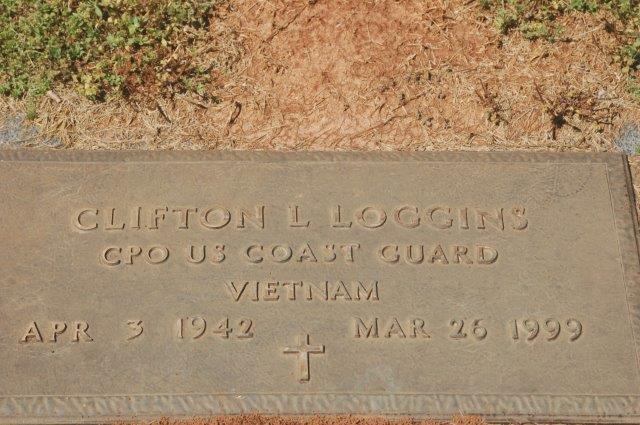 CLIFTON L LOGGINS
CPO US COAST GUARD
VIETNAM
APR 3 1942 MAR 26 1999